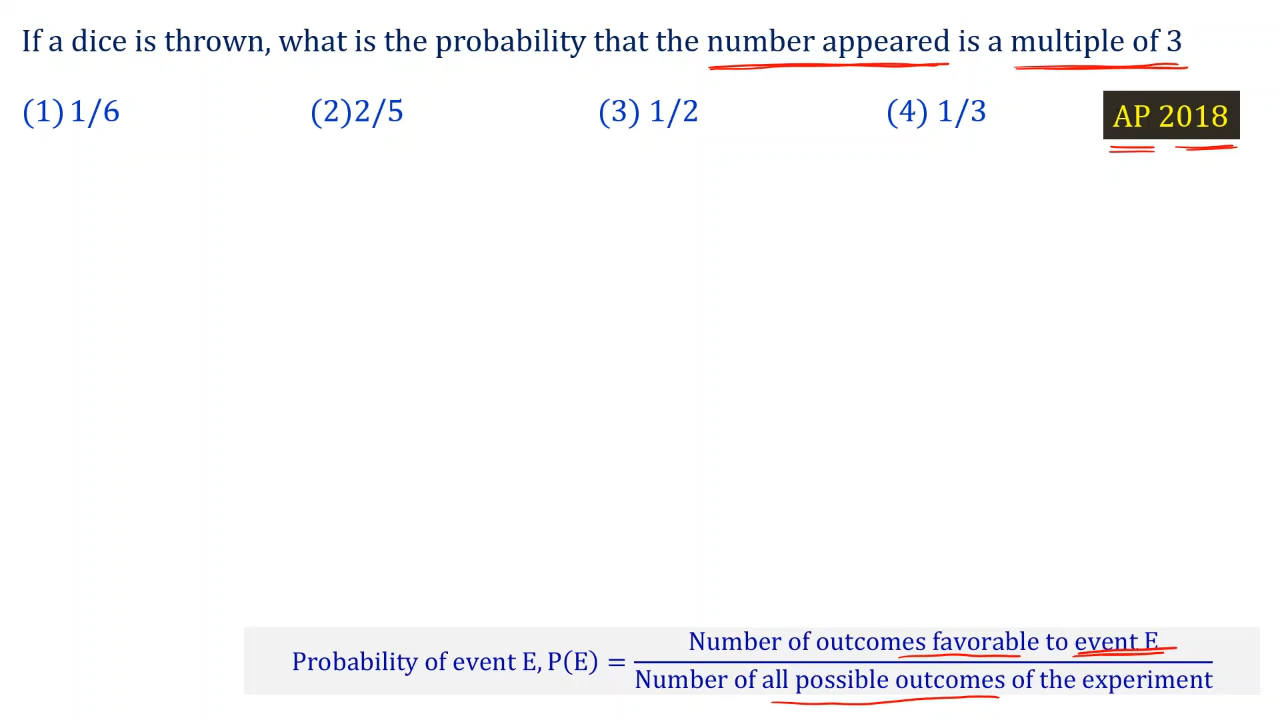 If a dice is thrown, what is the probability that the number appeared is a multiple of 3
(1) 1/6 (2)2/5 (3) 1/2 (4) 1/3 AP 2018
Number of outcomes favorable to event E
Probability of event E, P(E) =
Number of all possible outcomes of the experiment